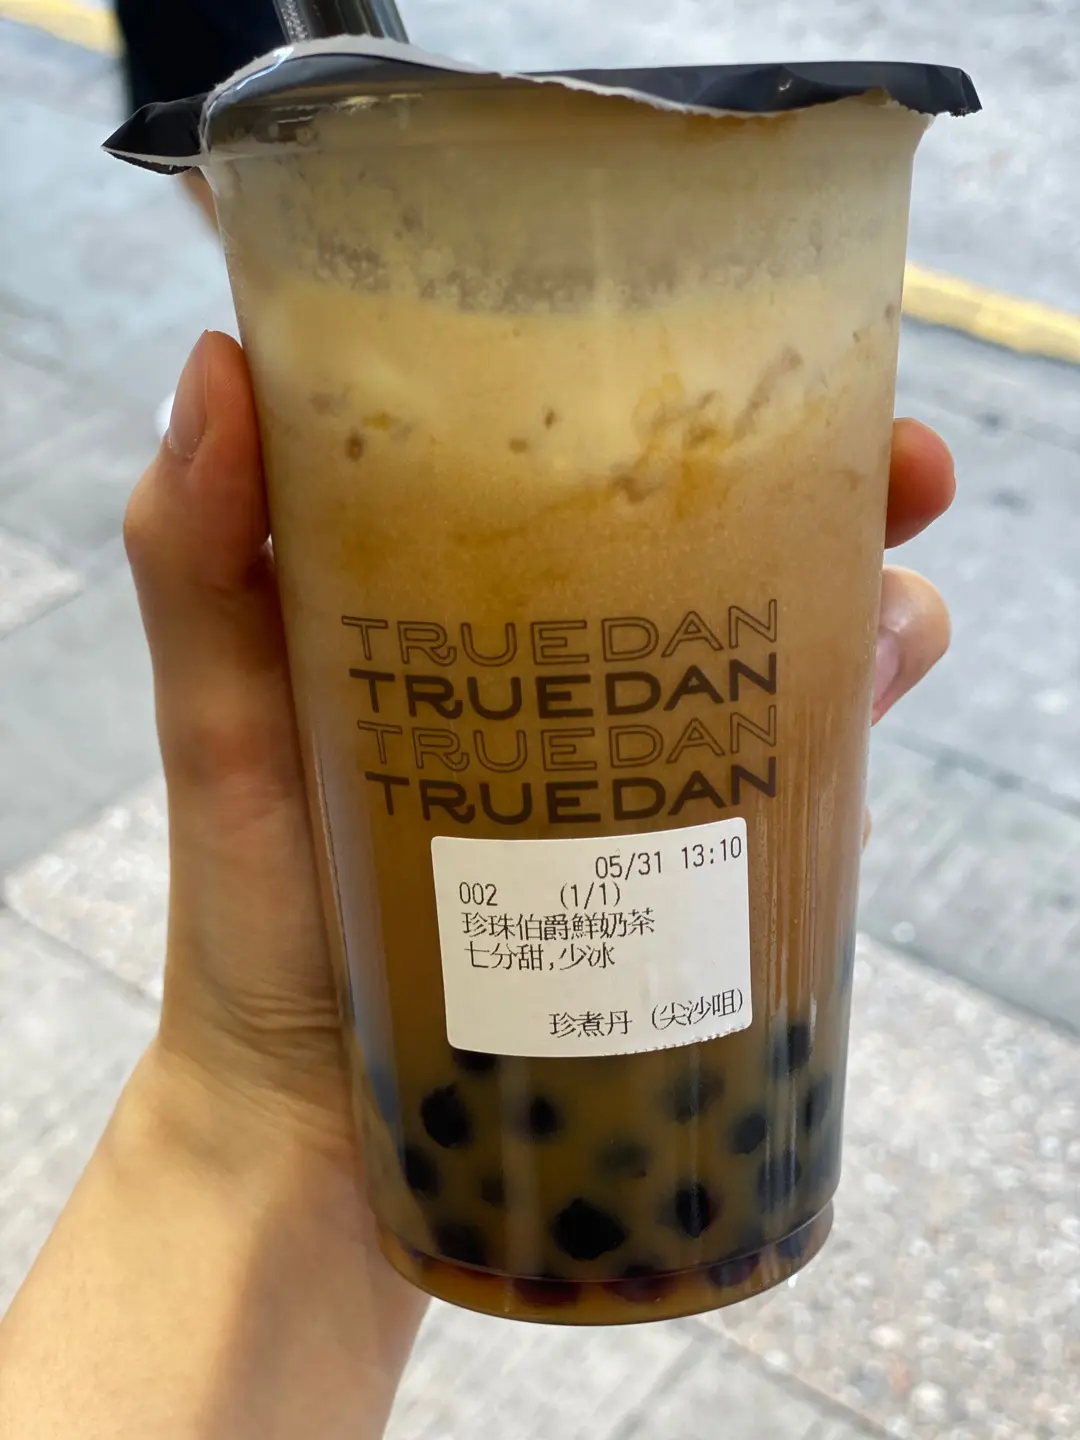 TRUEDAN
TRUEDAN
TRUEDAN
TRUEDAN
05/31 13:10
002 (1/1)
珍珠伯爵鮮奶茶
七分甜,少冰
珍煮丹 (尖沙咀)